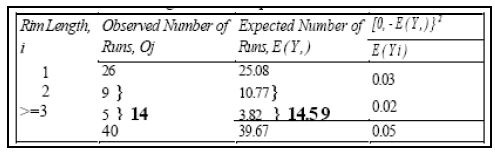 Rim Length, Observed Number of Expected Number of [0, - E (Y,)}²
i Runs, Oj Runs, E (Y,) E (Yi)
1 26 25.08 0.03
2 9 } 10.77}
>=3 5 } 14 3.82 } 14.59 0.02
40 39.67 0.05